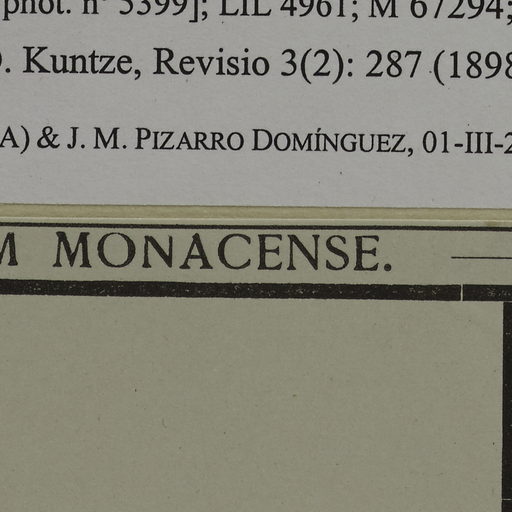 phot. n° 5399]; LIL 4961; M 67294;
. Kuntze, Revisio 3(2): 287 (1898
A) & J. M. PIZARRO DOMÍNGUEZ, 01-III-2
M MONACENSE.